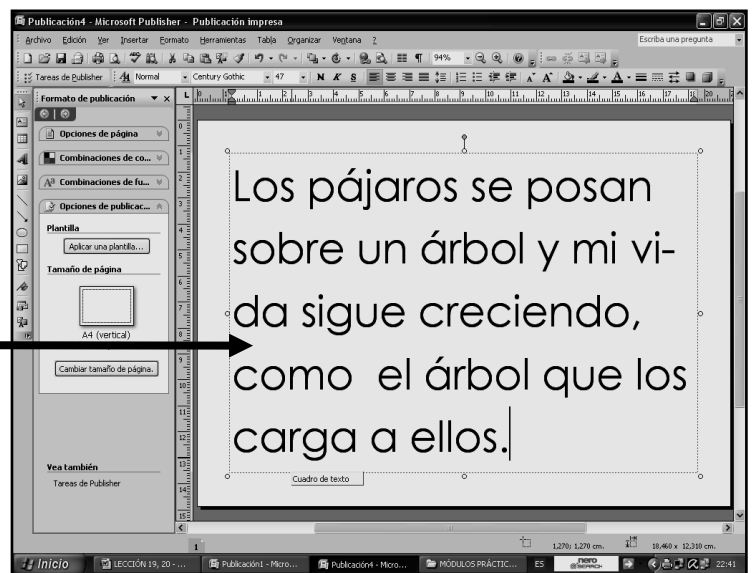 Publicación4 - Microsoft Publisher - Publicación impresa
Archivo Edición Ver Insertar Formato Herramientas Tabla Organizar Ventana ? Escriba una pregunta
94%
Tareas de Publisher Normal Century Gothic 47 N K S
Formato de publicación
Opciones de página
Combinaciones de co...
Combinaciones de fu...
Opciones de publicac...
Plantilla
Aplicar una plantilla...
Tamaño de página
A4 (vertical)
Cambiar tamaño de página.
Vea también
Tareas de Publisher
Los pájaros se posan
sobre un árbol y mi vi-
da sigue creciendo,
como el árbol que los
carga a ellos.
Cuadro de texto
1 1,270; 1,270 cm. 18,460 x 12,310 cm.
Inicio LECCIÓN 19, 20 - ... Publicación1 - Micro... Publicación4 - Micro... MÓDULOS PRÁCTIC... ES nero SEARCH 22:41